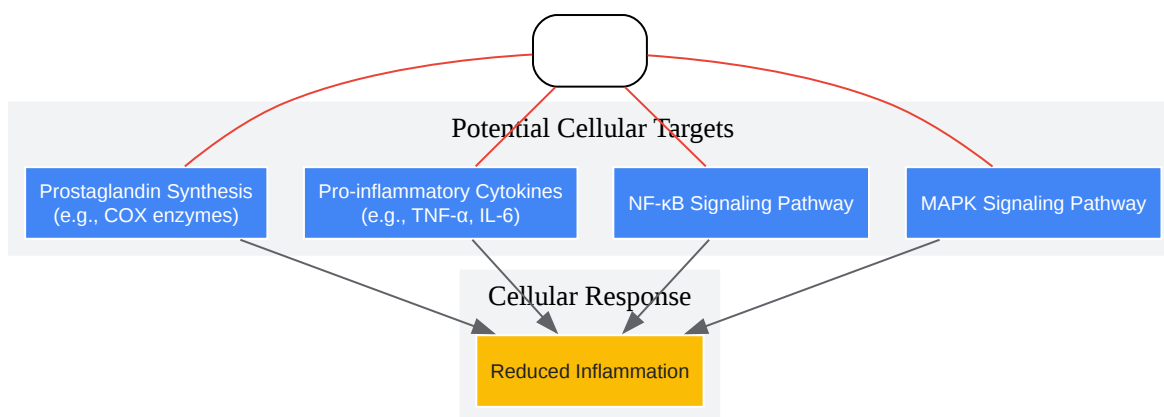 Potential Cellular Targets
Prostaglandin Synthesis
(e.g., COX enzymes)
Pro-inflammatory Cytokines
(e.g., TNF-α, IL-6)
NF-κB Signaling Pathway
MAPK Signaling Pathway
Cellular Response
Reduced Inflammation